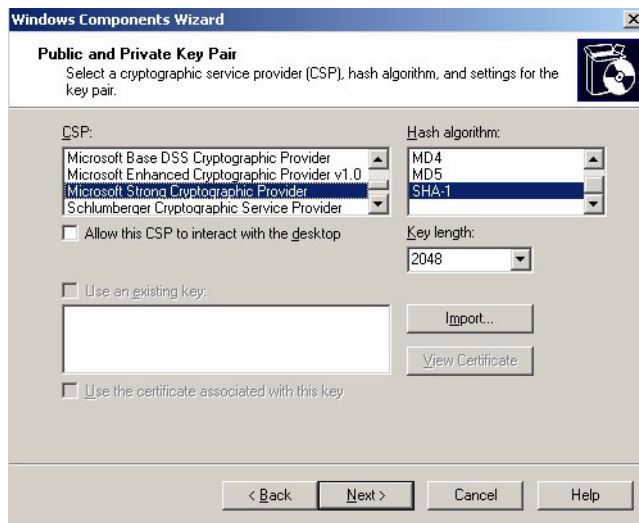 Windows Components Wizard
Public and Private Key Pair
Select a cryptographic service provider (CSP), hash algorithm, and settings for the
key pair.
CSP:
Microsoft Base DSS Cryptographic Provider
Microsoft Enhanced Cryptographic Provider v1.0
Microsoft Strong Cryptographic Provider
Schlumberger Cryptographic Service Provider
Allow this CSP to interact with the desktop
Hash algorithm:
MD4
MD5
SHA-1
Key length:
2048
Use an existing key:
Import...
View Certificate
Use the certificate associated with this key
< Back
Next >
Cancel
Help